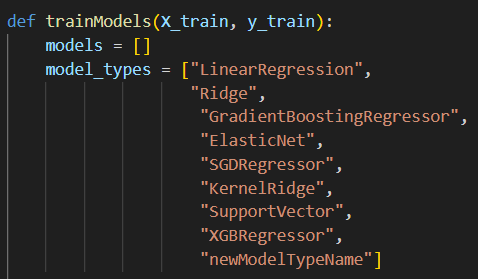 def trainModels(X_train, y_train):
    models = []
    model_types = ["LinearRegression",
                   "Ridge",
                    "GradientBoostingRegressor",
                    "ElasticNet",
                    "SGDRegressor",
                    "KernelRidge",
                    "SupportVector",
                    "XGBRegressor",
                    "newModelTypeName"]